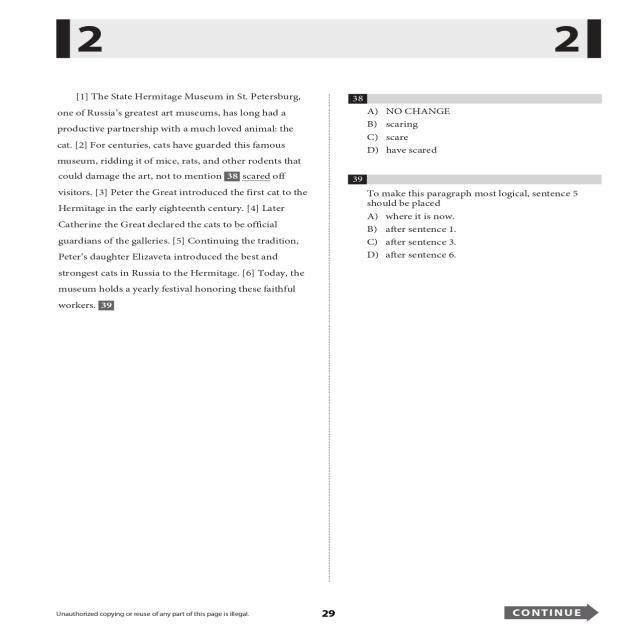 2
2
[1] The State Hermitage Museum in St. Petersburg,
one of Russia's greatest art museums, has long had a
productive partnership with a much loved animal: the
cat. [2] For centuries, cats have guarded this famous
museum, ridding it of mice, rats, and other rodents that
could damage the art, not to mention 38 scared off
visitors. [3] Peter the Great introduced the first cat to the
Hermitage in the early eighteenth century. [4] Later
Catherine the Great declared the cats to be official
guardians of the galleries. [5] Continuing the tradition,
Peter's daughter Elizaveta introduced the best and
strongest cats in Russia to the Hermitage. [6] Today, the
museum holds a yearly festival honoring these faithful
workers. 39
38
A) NO CHANGE
B) scaring
C) scare
D) have scared
39
To make this paragraph most logical, sentence 5
should be placed
A) where it is now.
B) after sentence 1.
C) after sentence 3.
D) after sentence 6.
Unauthorized copying or reuse of any part of this page is illegal.
29
CONTINUE